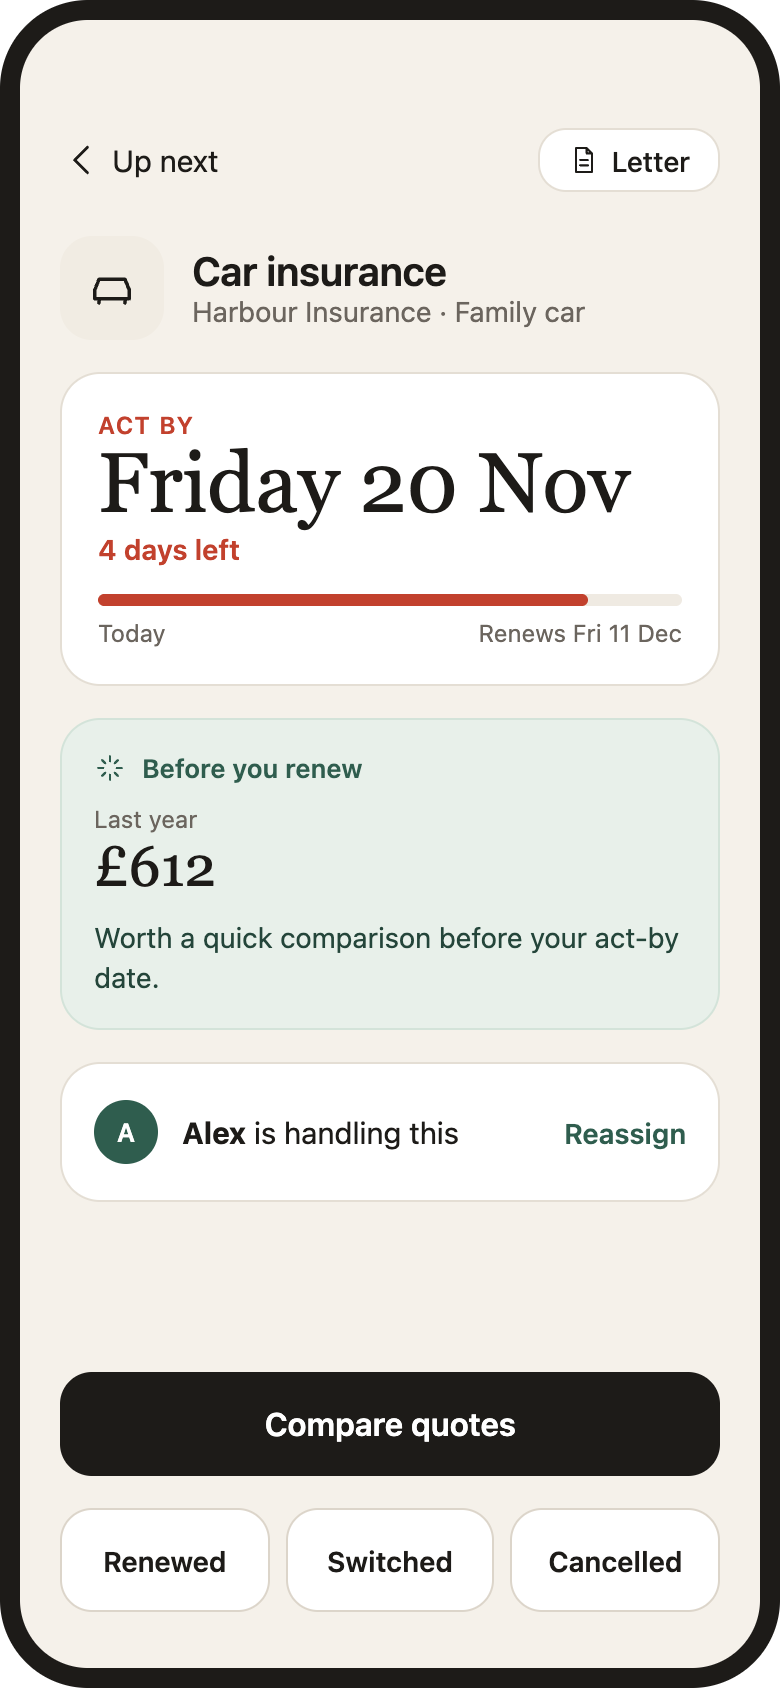 Up next
Letter
Car insurance
Harbour Insurance · Family car
ACT BY
Friday 20 Nov
4 days left
Today
Renews Fri 11 Dec
Before you renew
Last year
£612
Worth a quick comparison before your act-by
date.
A
Alex is handling this
Reassign
Compare quotes
Renewed
Switched
Cancelled